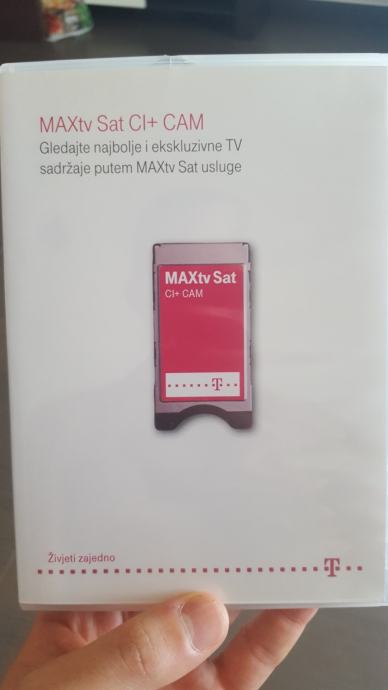 MAXtv Sat CI+ CAM
Gledajte najbolje i ekskluzivne TV
sadržaje putem MAXtv Sat usluge
MAXtv Sat
CI+ CAM
T
Živjeti zajedno
T